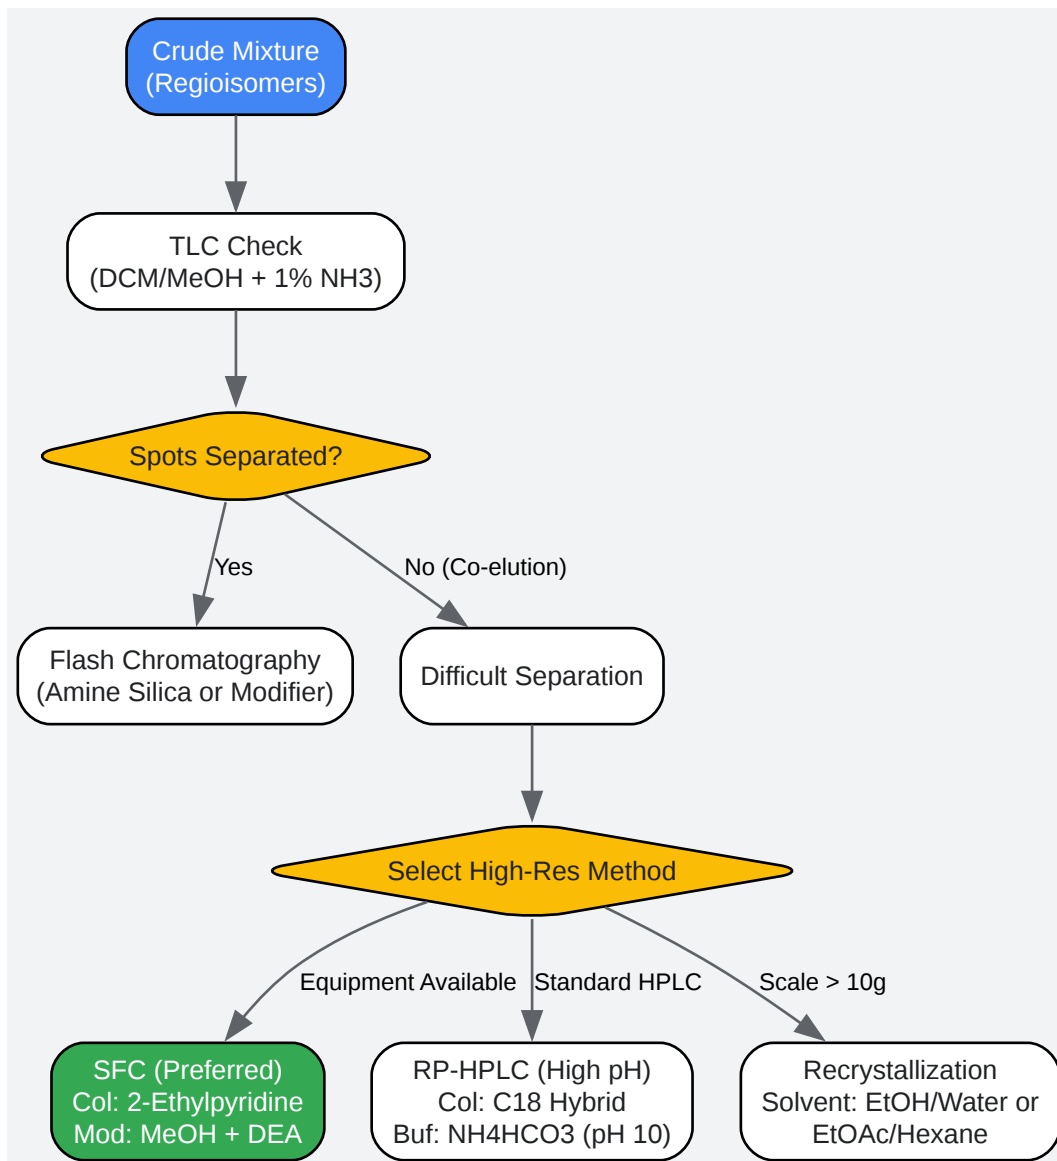 Crude Mixture
(Regioisomers)
TLC Check
(DCM/MeOH + 1% NH3)
Spots Separated?
Yes
No (Co-elution)
Flash Chromatography
(Amine Silica or Modifier)
Difficult Separation
Select High-Res Method
Equipment Available
Standard HPLC
Scale > 10g
SFC (Preferred)
Col: 2-Ethylpyridine
Mod: MeOH + DEA
RP-HPLC (High pH)
Col: C18 Hybrid
Buf: NH4HCO3 (pH 10)
Recrystallization
Solvent: EtOH/Water or
EtOAc/Hexane